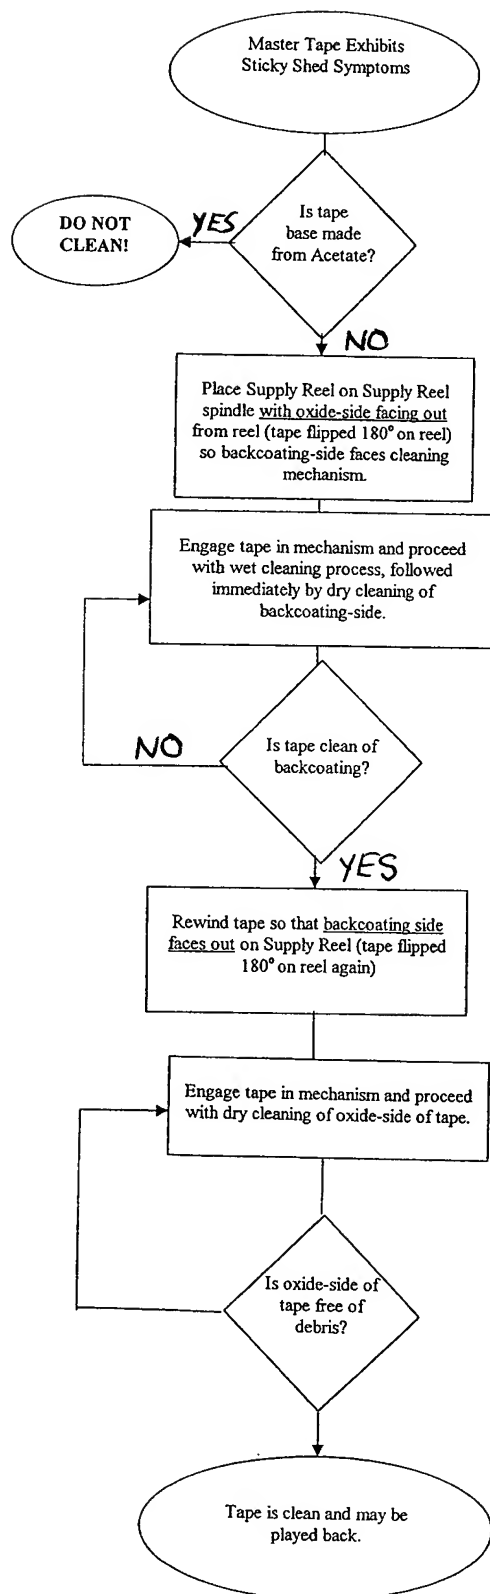 Master Tape Exhibits
Sticky Shed Symptoms
Is
tape
base made
from Acetate?
YES
DO NOT
CLEAN!
NO
Place Supply Reel on Supply Reel
spindle with oxide-side facing out
from reel (tape flipped 180° on reel)
so backcoating-side faces cleaning
mechanism.
Engage tape in mechanism and proceed
with wet cleaning process, followed
immediately by dry cleaning of
backcoating-side.
Is tape clean of
backcoating?
NO
YES
Rewind tape so that backcoating side
faces out on Supply Reel (tape flipped
180° on reel again)
Engage tape in mechanism and proceed
with dry cleaning of oxide-side of tape.
Is oxide-side of
tape free of
debris?
Tape is clean and may be
played back.